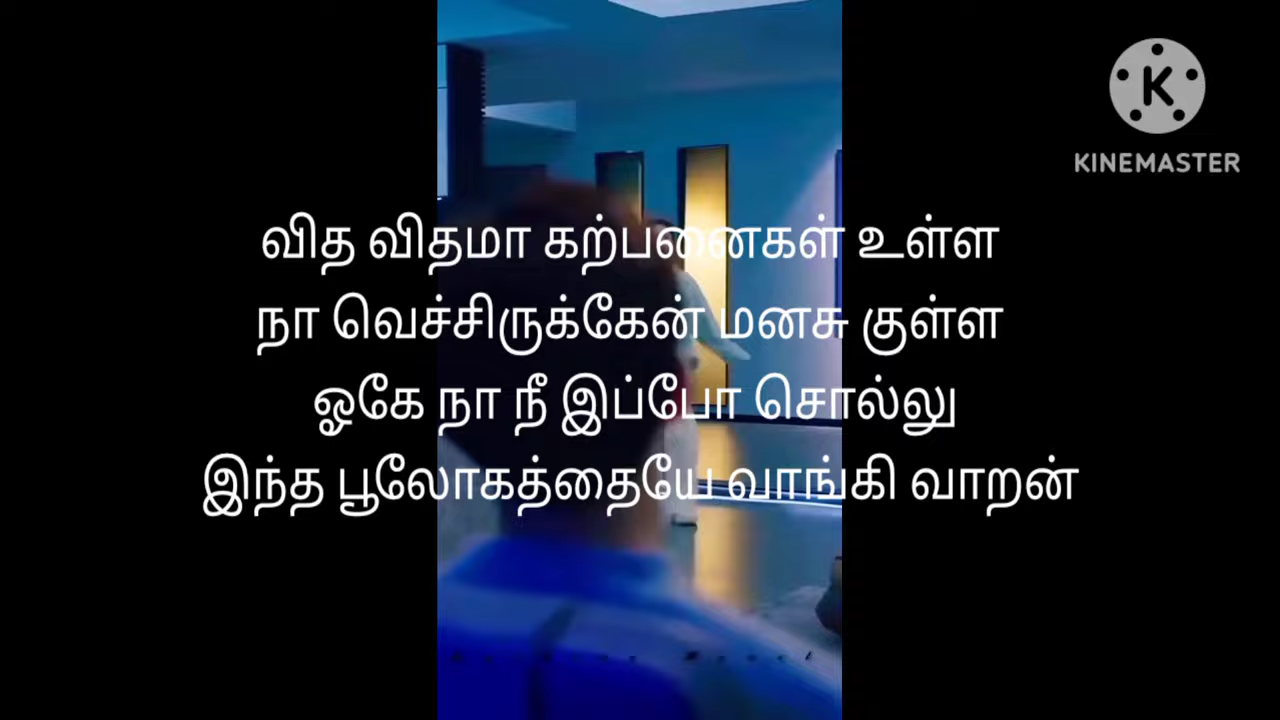 KINEMASTER
வித விதமா கற்பனைகள் உள்ள
நா வெச்சிருக்கேன் மனசு குள்ள
ஓகே நா நீ இப்போ சொல்லு
இந்த பூலோகத்தையே வாங்கி வாறன்